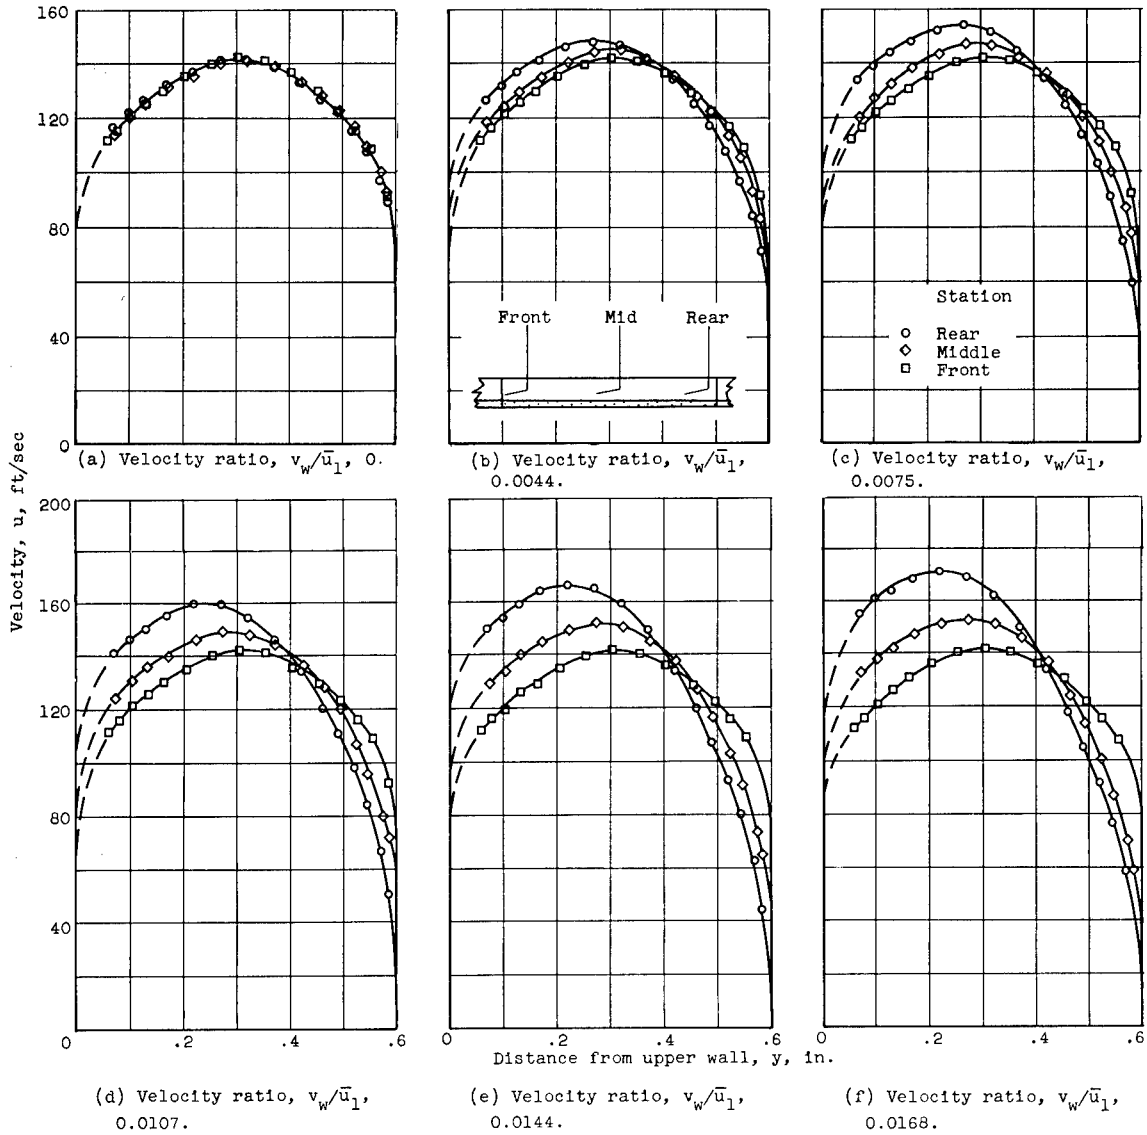 160
120
80
40
0
(a) Velocity ratio, v_w/ū_1, 0.
Front Mid Rear
(b) Velocity ratio, v_w/ū_1,
0.0044.
Station
Rear
Middle
Front
(c) Velocity ratio, v_w/ū_1,
0.0075.
Velocity, u, ft/sec
200
160
120
80
40
0
0 .2 .4 .6
0 .2 .4 .6
0 .2 .4 .6
Distance from upper wall, y, in.
(d) Velocity ratio, v_w/ū_1,
0.0107.
(e) Velocity ratio, v_w/ū_1,
0.0144.
(f) Velocity ratio, v_w/ū_1,
0.0168.